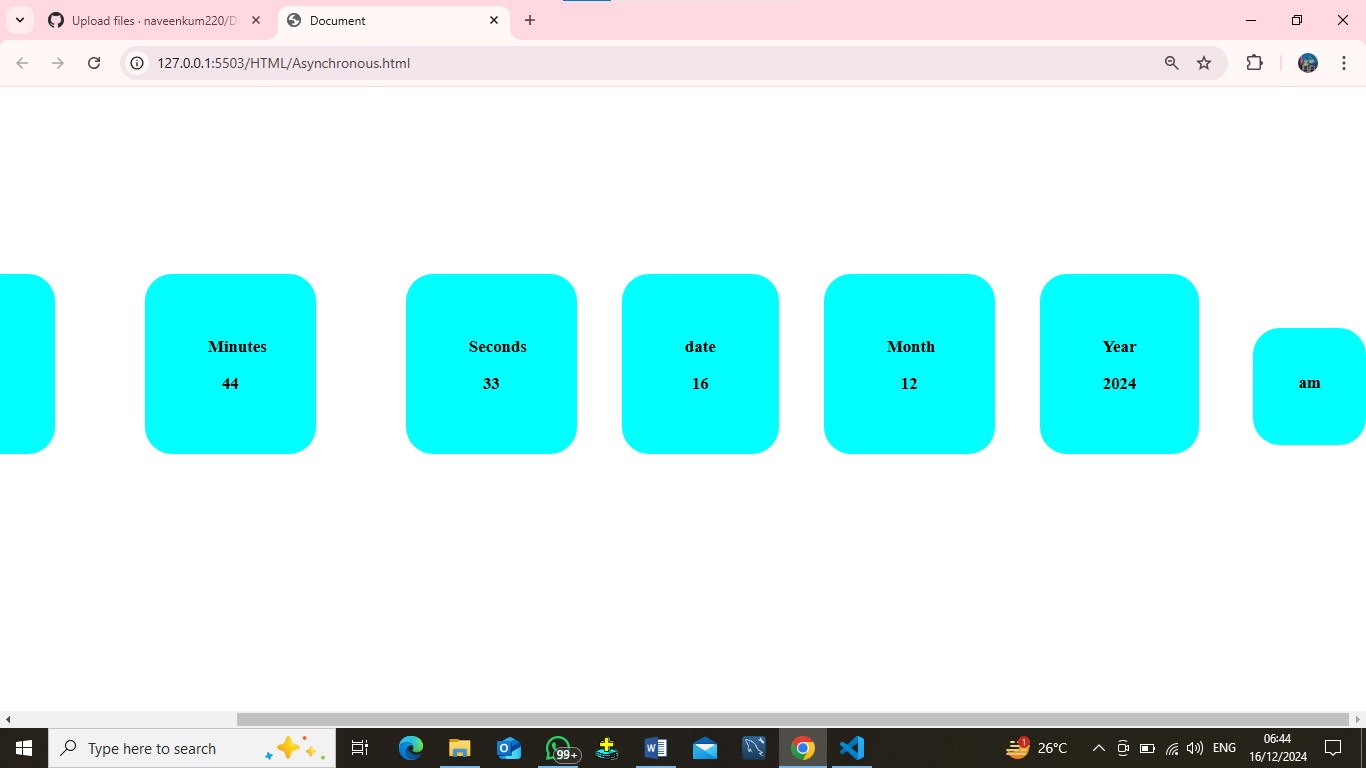 Upload files · naveenkum220/D
Document
127.0.0.1:5503/HTML/Asynchronous.html
Minutes
44
Seconds
33
date
16
Month
12
Year
2024
am
Type here to search
99+
1
26°C
ENG
06:44
16/12/2024